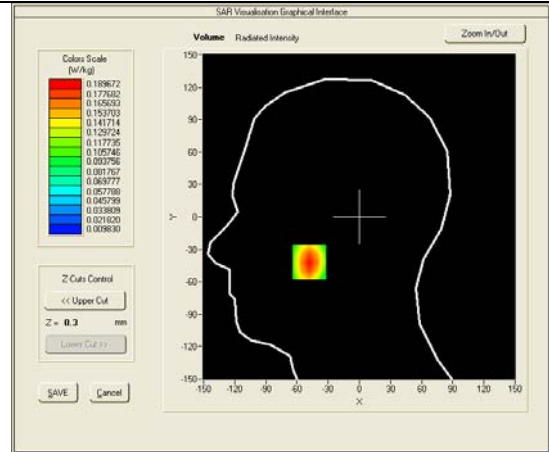 SAR Visualisation Graphical Interface
Volume Radiated Intensity
Zoom In/Out
Colors Scale
(W/kg)
0.189672
0.177682
0.165693
0.153703
0.141714
0.129724
0.117735
0.105746
0.093756
0.081767
0.069777
0.057788
0.045799
0.033809
0.021820
0.009830
Z Cuts Control
<< Upper Cut
Z = 0.3 mm
Lower Cut >>
SAVE Cancel
150
120
90
60
30
Y 0
-30
-60
-90
-120
-150
-150 -120 -90 -60 -30 0 30 60 90 120 150
X